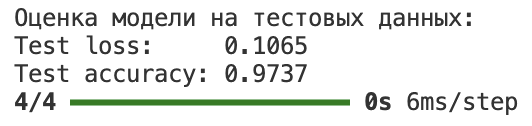 Оценка модели на тестовых данных:
Test loss: 0.1065
Test accuracy: 0.9737
4/4 0s 6ms/step